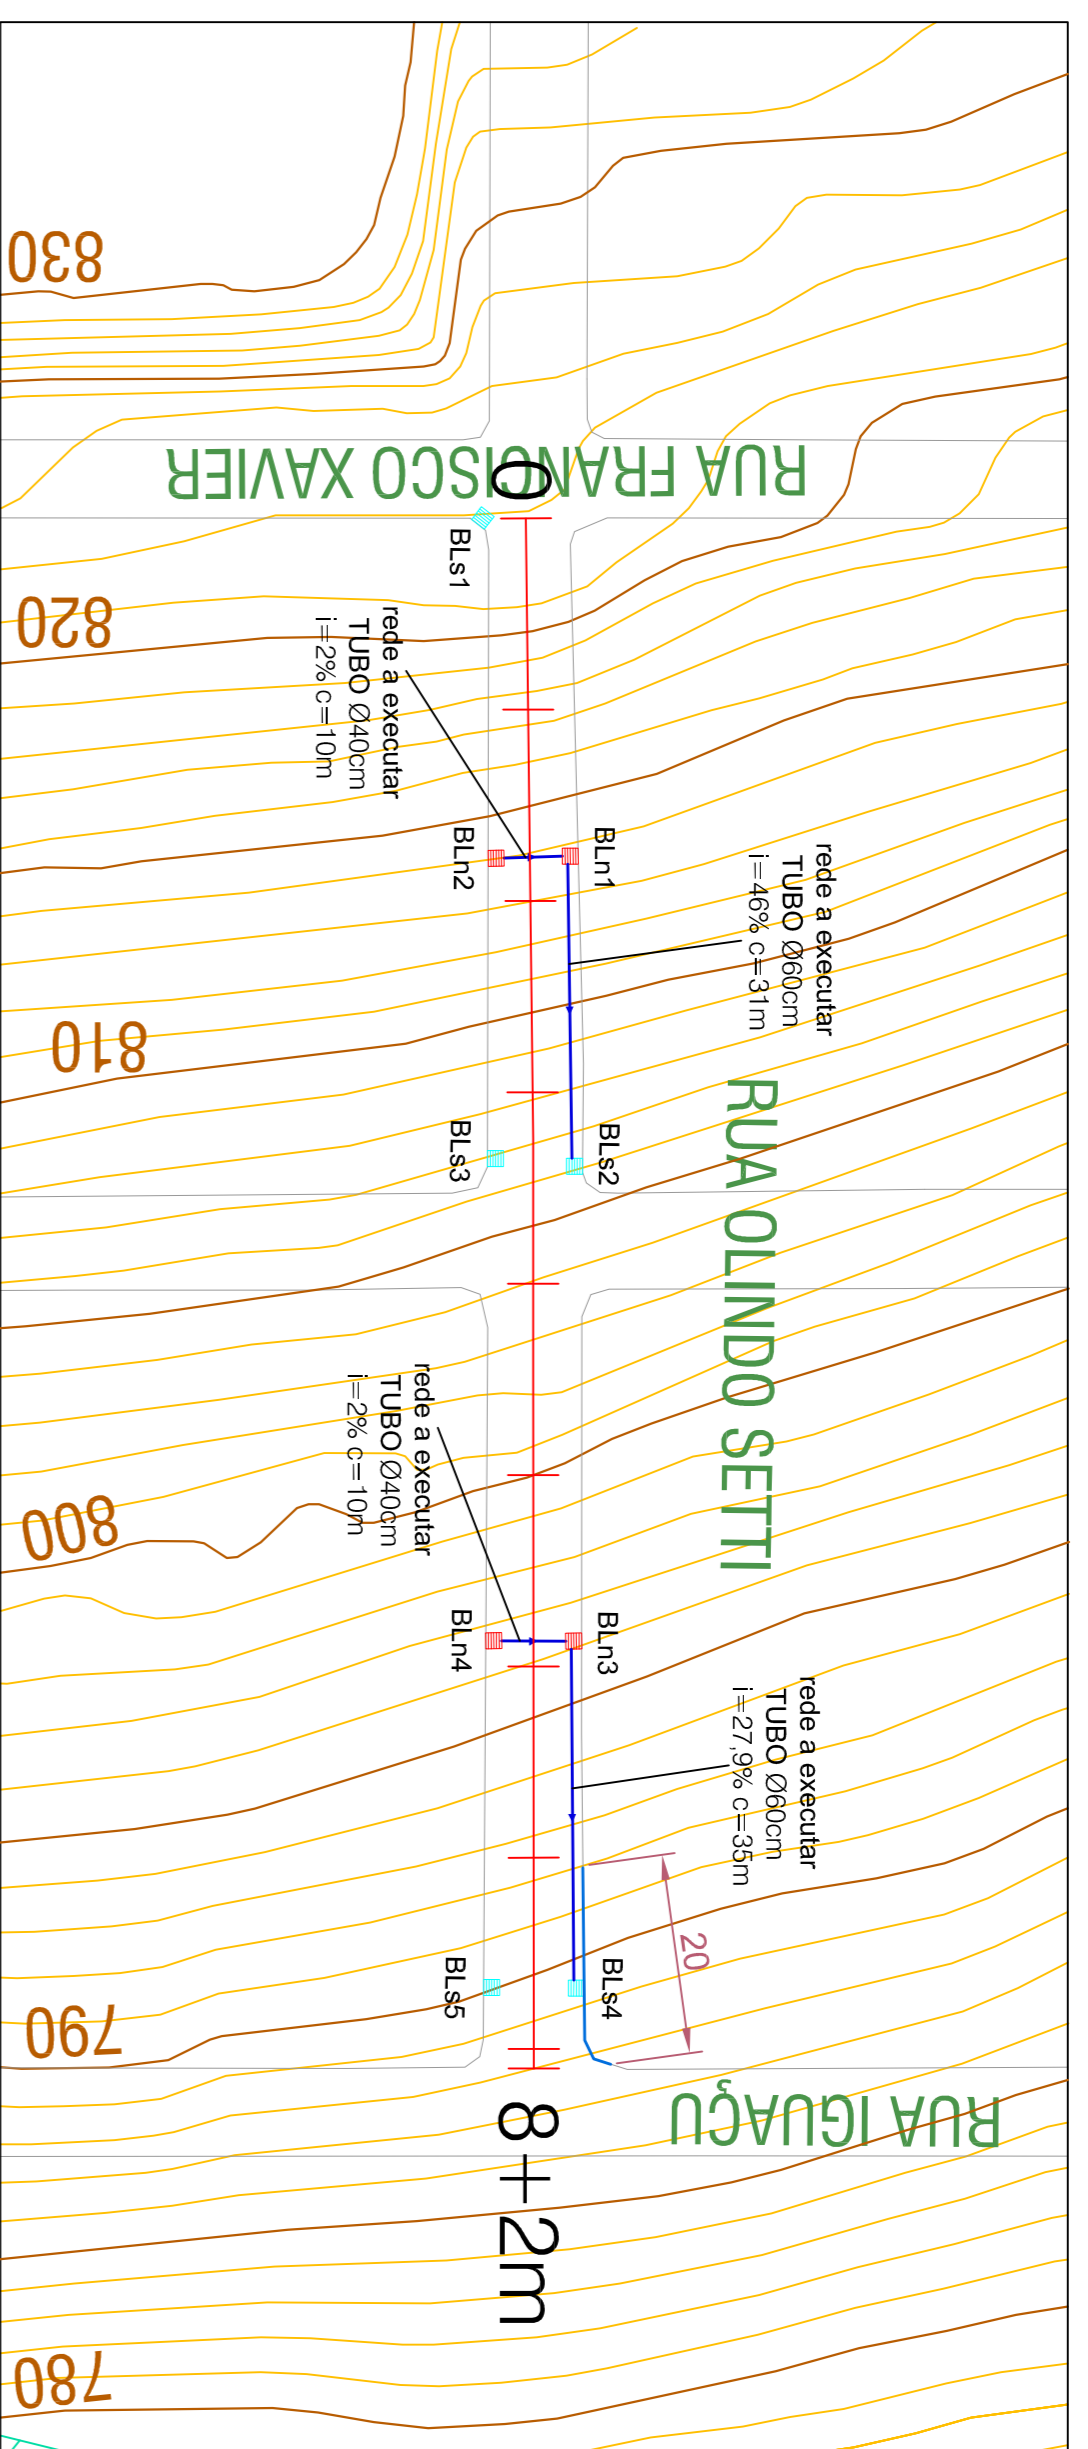 830
RUA FRANCISCO XAVIER
0
BLs1
820
rede a executar
TUBO Ø40cm
i=2% c=10m
BLn2
BLn1
rede a executar
TUBO Ø60cm
i=46% c=31m
810
BLs3
BLs2
RUA OLINDO SETTI
rede a executar
TUBO Ø40cm
i=2% c=10m
800
BLn4
BLn3
rede a executar
TUBO Ø60cm
i=27,9% c=35m
20
BLs5
BLs4
790
RUA IGUAÇU
8+2m
780